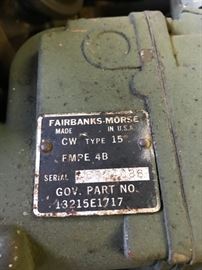 FAIRBANKS-MORSE
MADE IN U.S.A.
CW TYPE 15
FMPE 4B
SERIAL
GOV. PART NO.
13215E1717